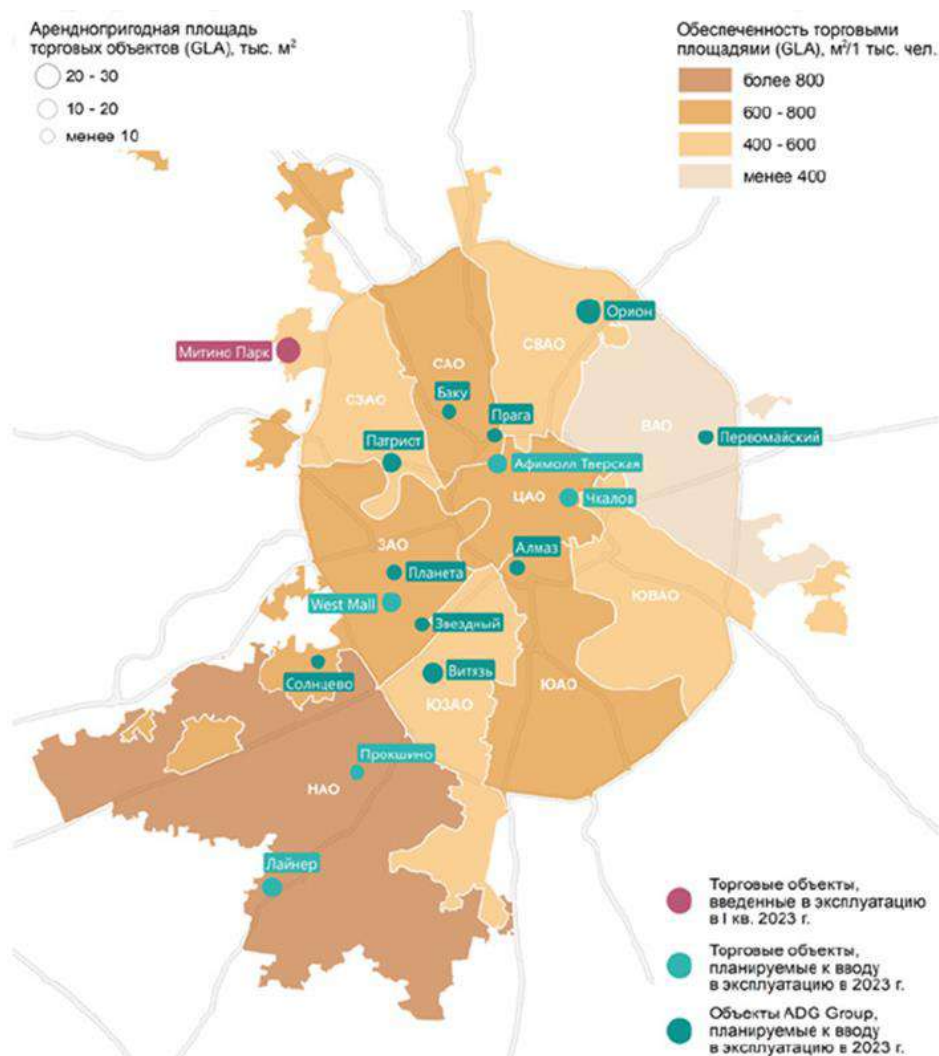 Аренднопригодная площадь
торговых объектов (GLA), тыс. м²
20 - 30
10 - 20
менее 10
Обеспеченность торговыми
площадями (GLA), м²/1 тыс. чел.
более 800
600 - 800
400 - 600
менее 400
Орион
Митино Парк
СВАО
САО
СЗАО
Баку
Прага
ВАО
Первомайский
Патриот
Афимолл Тверская
ЦАО
Чкалов
ЗАО
Алмаз
Планета
West Mall
ЮВАО
Звездный
Солнцево
Витязь
ЮЗАО
ЮАО
Прокшино
НАО
Лайнер
Торговые объекты,
введенные в эксплуатацию
в I кв. 2023 г.
Торговые объекты,
планируемые к вводу
в эксплуатацию в 2023 г.
Объекты ADG Group,
планируемые к вводу
в эксплуатацию в 2023 г.